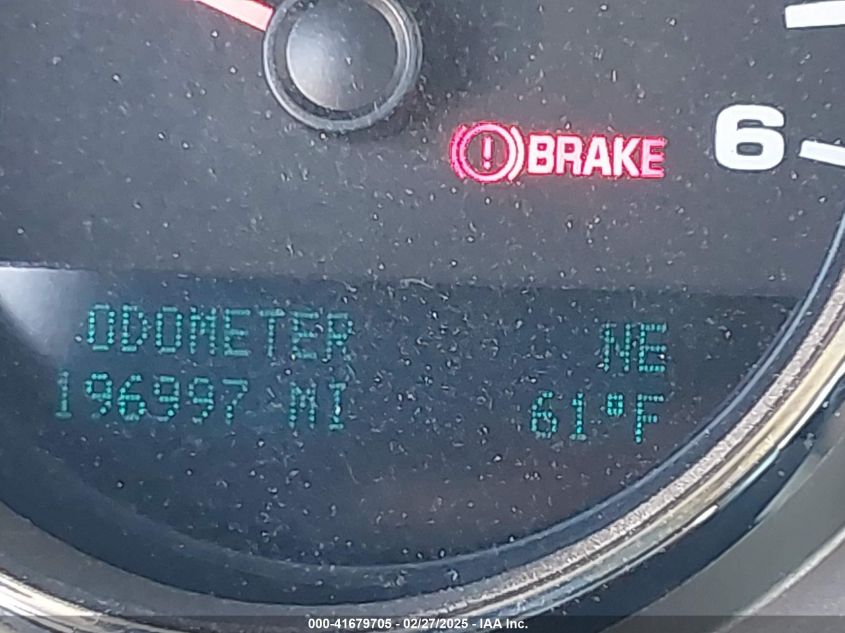 (!) BRAKE
6
ODOMETER NE
196997 MI 61°F
000-41679705 - 02/27/2025 - IAA Inc.